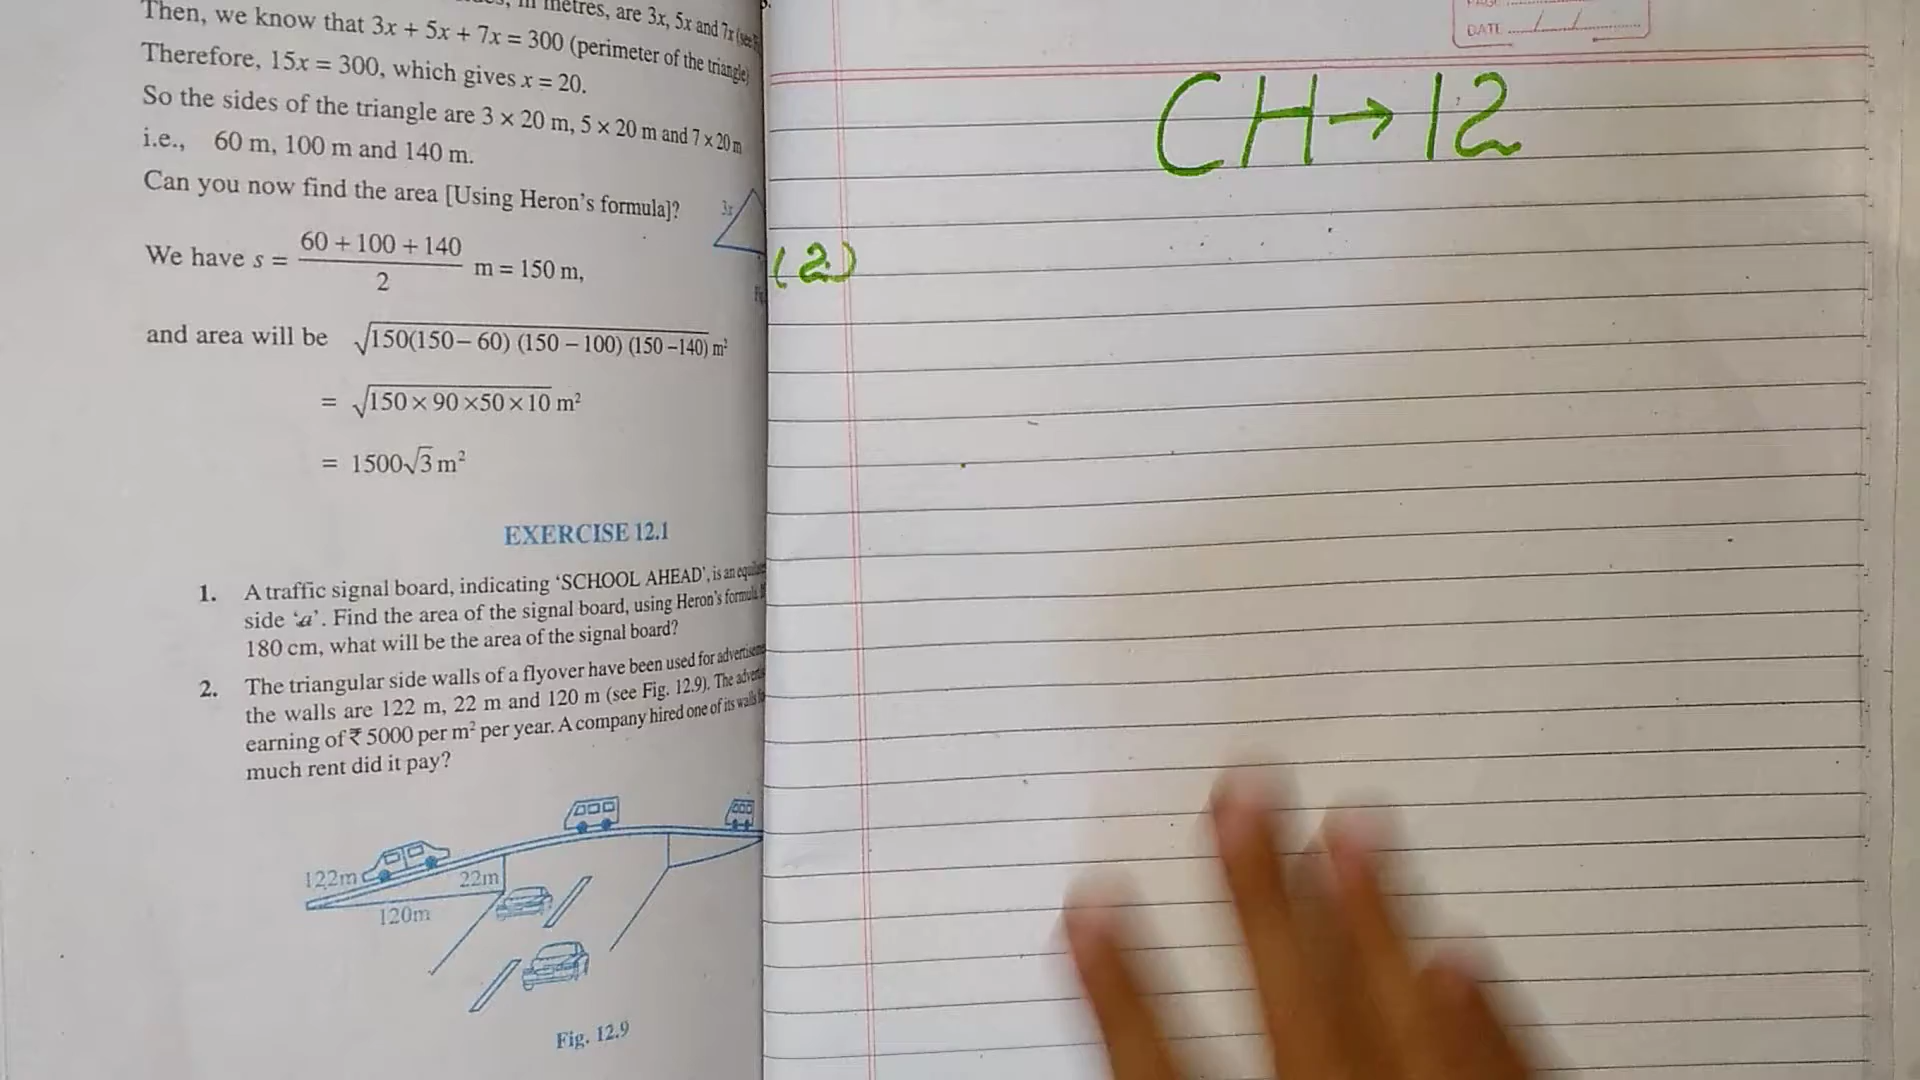 metres, are 3x, 5x and 7x (see
Then, we know that 3x + 5x + 7x = 300 (perimeter of the triangle)
Therefore, 15x = 300, which gives x = 20.
So the sides of the triangle are 3 × 20 m, 5 × 20 m and 7 × 20 m
i.e., 60 m, 100 m and 140 m.
Can you now find the area [Using Heron's formula]?
3x
We have s = (60 + 100 + 140)/2 m = 150 m,
and area will be √150(150 – 60) (150 – 100) (150 –140) m²
= √150 × 90 ×50 × 10 m²
= 1500√3 m²
EXERCISE 12.1
1. A traffic signal board, indicating 'SCHOOL AHEAD', is an
side 'a'. Find the area of the signal board, using Heron's formula.
180 cm, what will be the area of the signal board?
2. The triangular side walls of a flyover have been used for
the walls are 122 m, 22 m and 120 m (see Fig. 12.9). The
earning of ₹ 5000 per m² per year. A company hired one of its walls
much rent did it pay?
122m
22m
120m
Fig. 12.9
DATE
CH→12
(2)